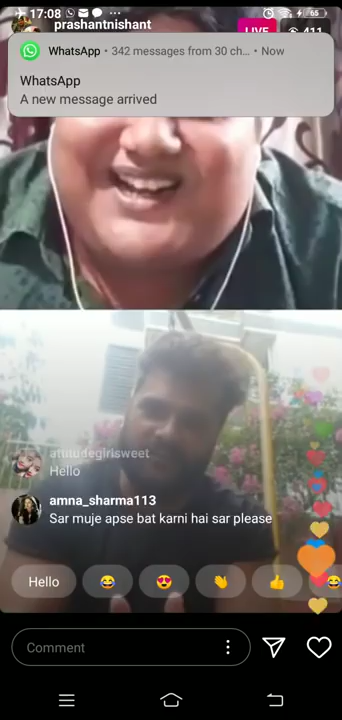 17:08
prashantnishant
LIVE 411
WhatsApp • 342 messages from 30 ch... • Now
WhatsApp
A new message arrived
atutudegirlsweet
Hello
amna_sharma113
Sar muje apse bat karni hai sar please
Hello
Comment